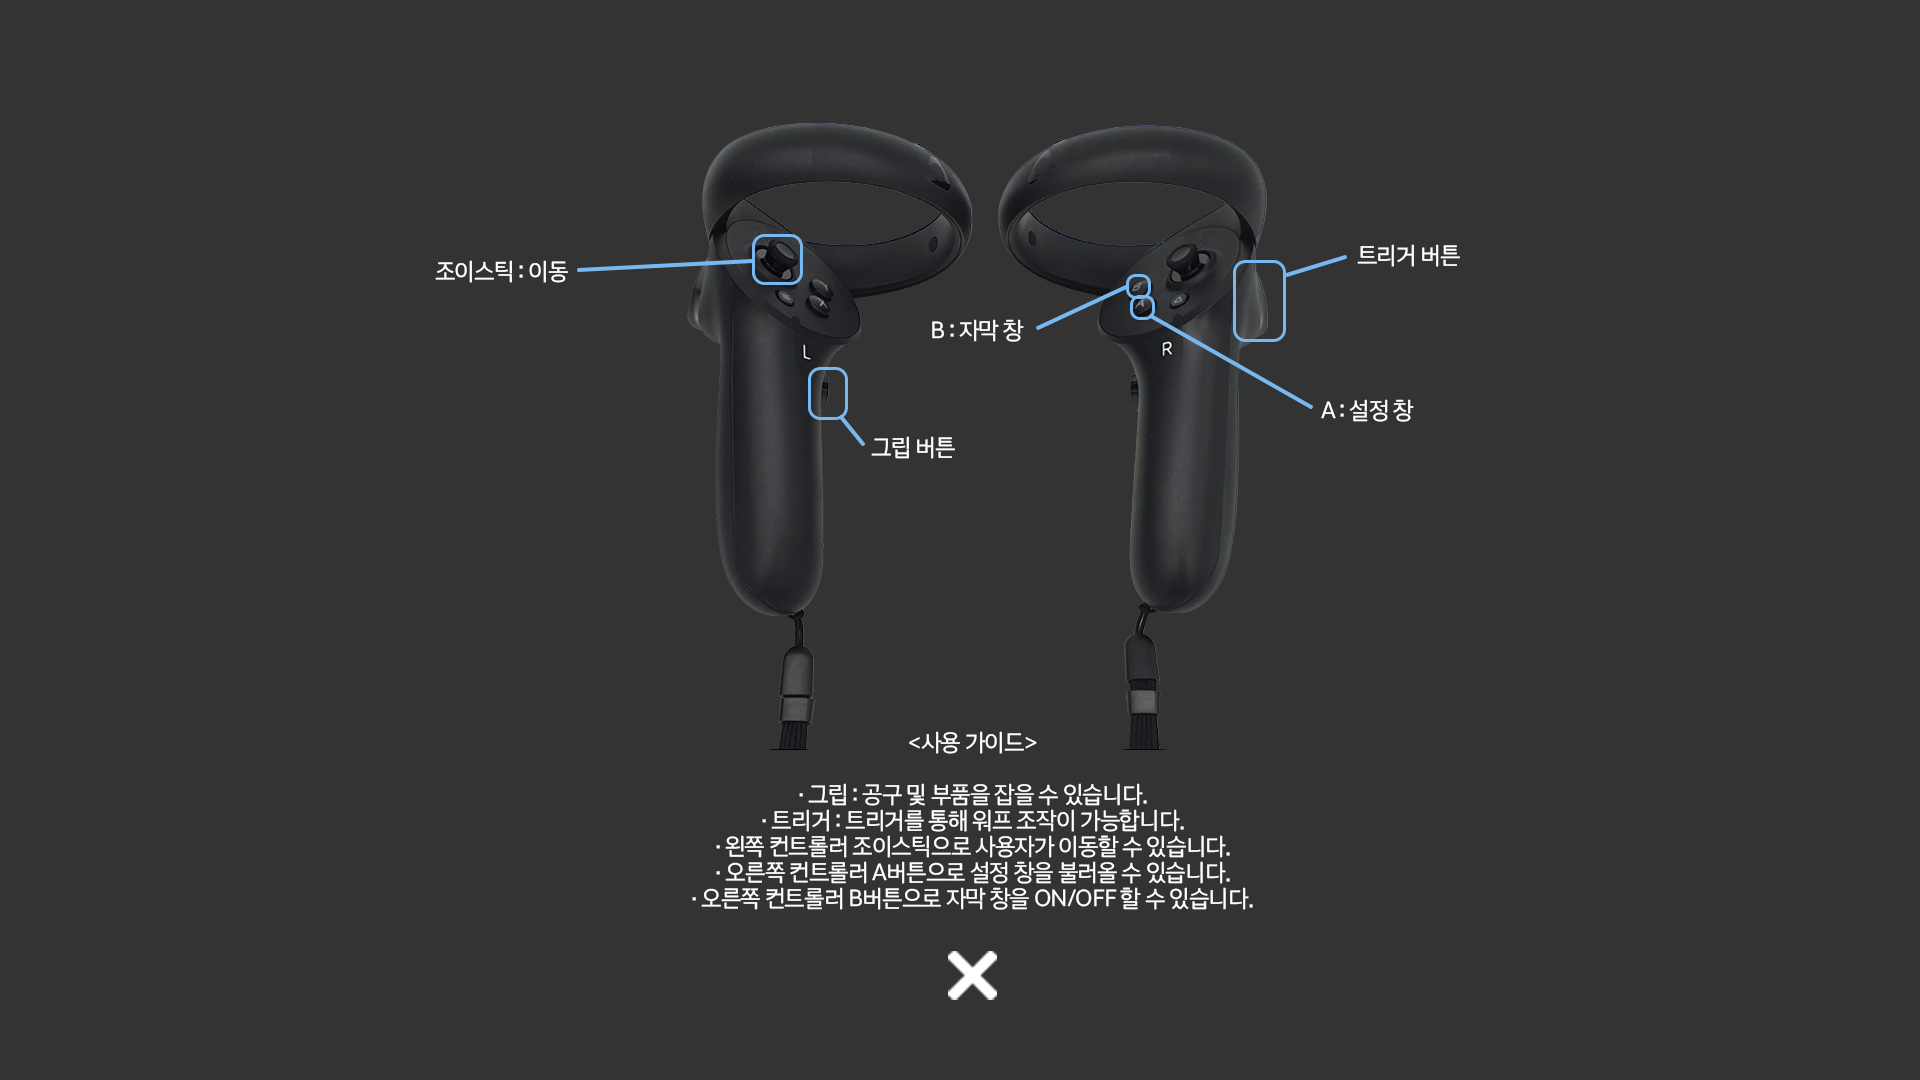 조이스틱 : 이동
트리거 버튼
B : 자막 창
A : 설정 창
그립 버튼
L
R
B
A
<사용 가이드>
· 그립 : 공구 및 부품을 잡을 수 있습니다.
· 트리거 : 트리거를 통해 워프 조작이 가능합니다.
· 왼쪽 컨트롤러 조이스틱으로 사용자가 이동할 수 있습니다.
· 오른쪽 컨트롤러 A버튼으로 설정 창을 불러올 수 있습니다.
· 오른쪽 컨트롤러 B버튼으로 자막 창을 ON/OFF 할 수 있습니다.